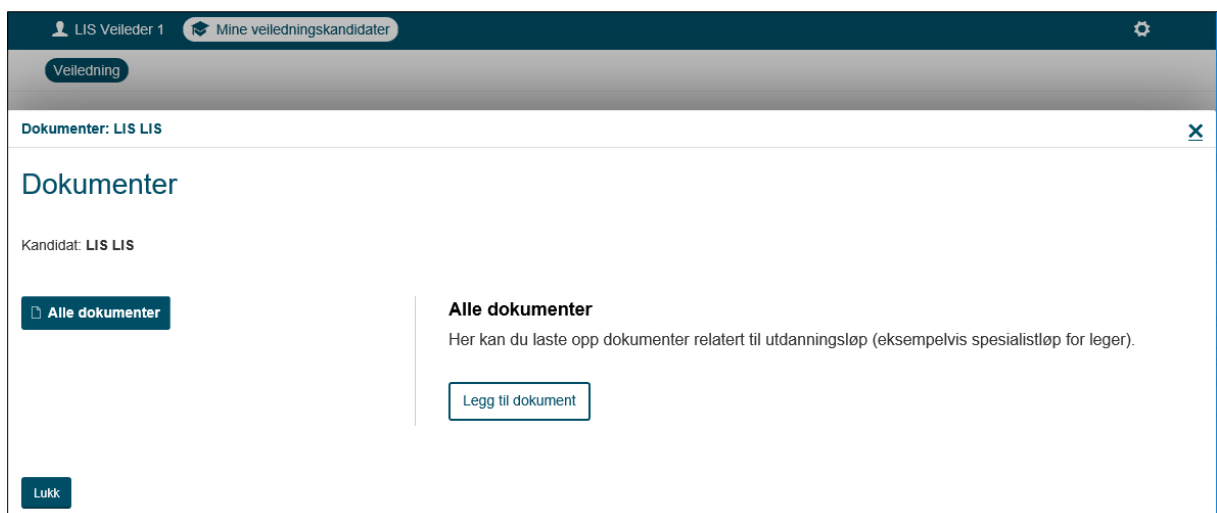 LIS Veileder 1 Mine veiledningskandidater
Veiledning
Dokumenter: LIS LIS
Dokumenter
Kandidat: LIS LIS
Alle dokumenter
Alle dokumenter
Her kan du laste opp dokumenter relatert til utdanningsløp (eksempelvis spesialistløp for leger).
Legg til dokument
Lukk